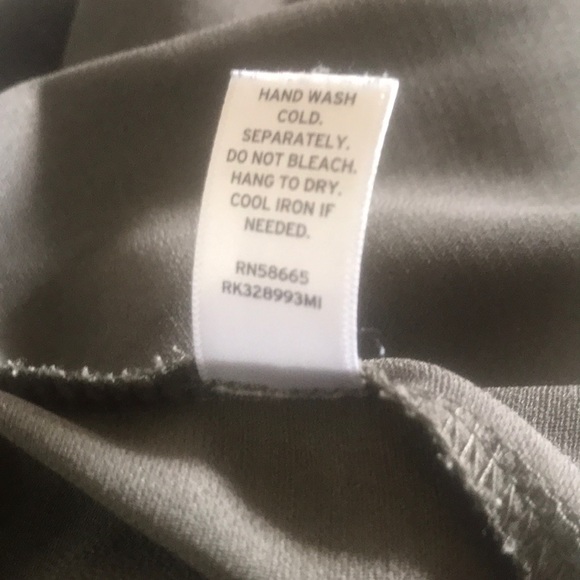 HAND WASH
COLD.
SEPARATELY.
DO NOT BLEACH.
HANG TO DRY.
COOL IRON IF
NEEDED.
RN58665
RK328993MI